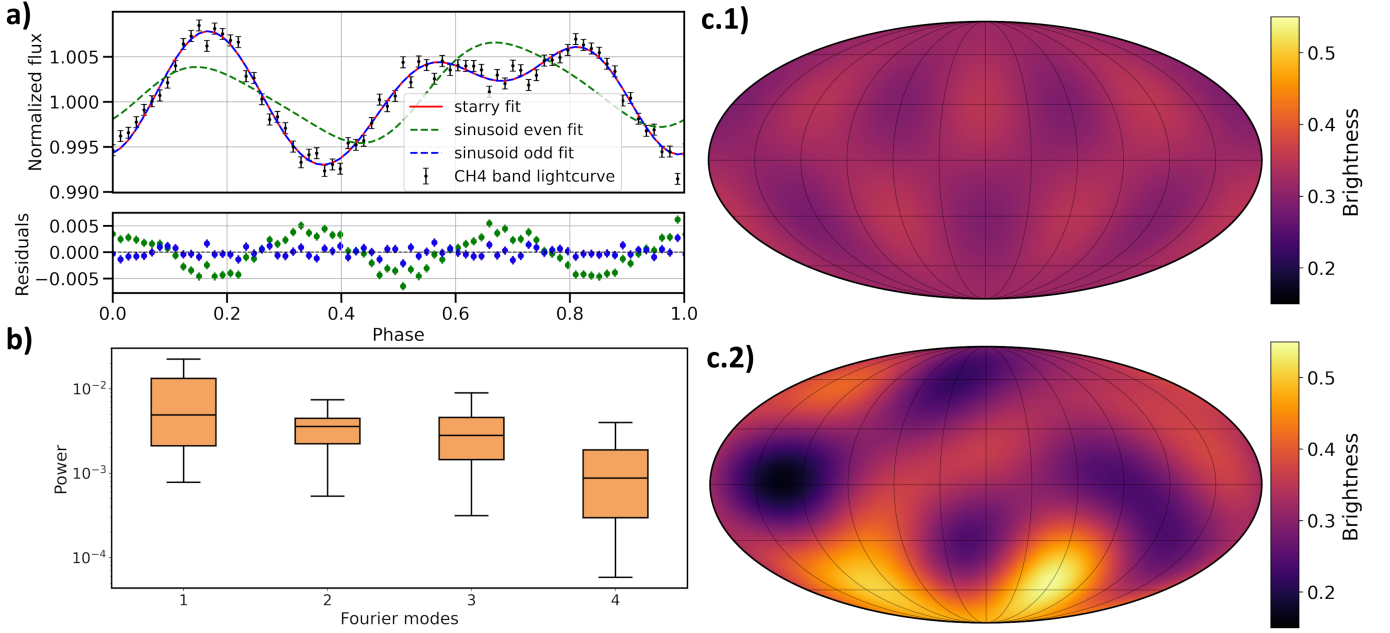 a)
Normalized flux
1.005
1.000
0.995
0.990
starry fit
sinusoid even fit
sinusoid odd fit
CH4 band lightcurve
Residuals
0.005
0.000
−0.005
0.0
0.2
0.4
0.6
0.8
1.0
Phase
b)
Power
10⁻²
10⁻³
10⁻⁴
1
2
3
4
Fourier modes
c.1)
0.5
0.4
0.3
0.2
Brightness
c.2)
0.5
0.4
0.3
0.2
Brightness